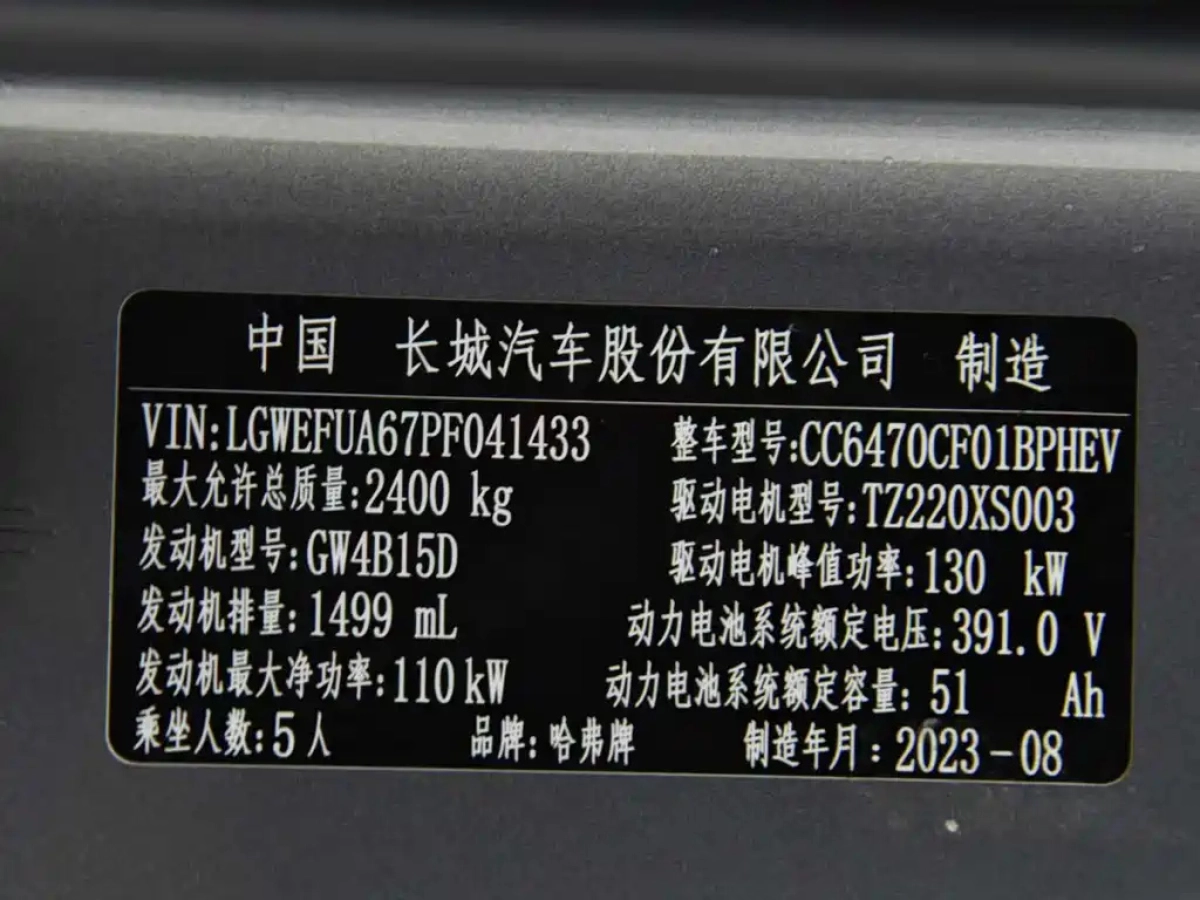 中国 长城汽车股份有限公司 制造
VIN:LGWEFUA67PF041433 整车型号:CC6470CF01BPHEV
最大允许总质量:2400 kg 驱动电机型号:TZ220XS003
发动机型号:GW4B15D 驱动电机峰值功率:130 kW
发动机排量:1499 mL 动力电池系统额定电压:391.0 V
发动机最大净功率:110 kW 动力电池系统额定容量:51 Ah
乘坐人数:5人 品牌:哈弗牌 制造年月:2023-08